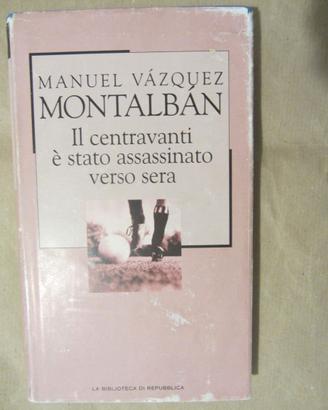 MANUEL VÁZQUEZ
MONTALBÁN
Il centravanti
è stato assassinato
verso sera
LA BIBLIOTECA DI REPUBBLICA